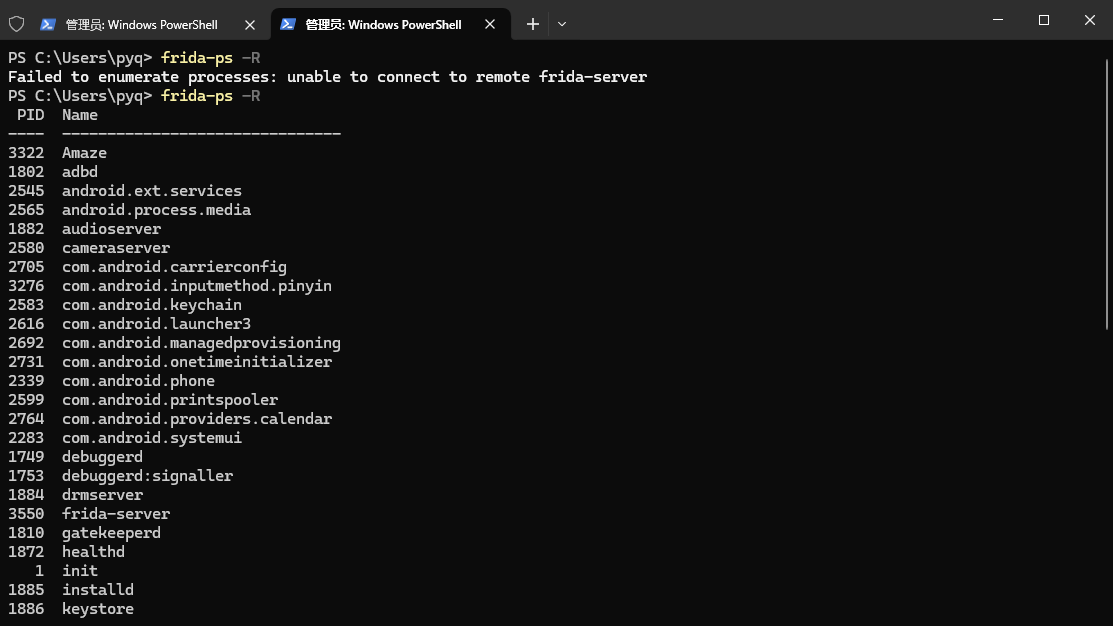 管理员: Windows PowerShell
管理员: Windows PowerShell
PS C:\Users\pyq> frida-ps -R
Failed to enumerate processes: unable to connect to remote frida-server
PS C:\Users\pyq> frida-ps -R
PID  Name
----  -------------------------------
3322  Amaze
1802  adbd
2545  android.ext.services
2565  android.process.media
1882  audioserver
2580  cameraserver
2705  com.android.carrierconfig
3276  com.android.inputmethod.pinyin
2583  com.android.keychain
2616  com.android.launcher3
2692  com.android.managedprovisioning
2731  com.android.onetimeinitializer
2339  com.android.phone
2599  com.android.printspooler
2764  com.android.providers.calendar
2283  com.android.systemui
1749  debuggerd
1753  debuggerd:signaller
1884  drmserver
3550  frida-server
1810  gatekeeperd
1872  healthd
1  init
1885  installd
1886  keystore